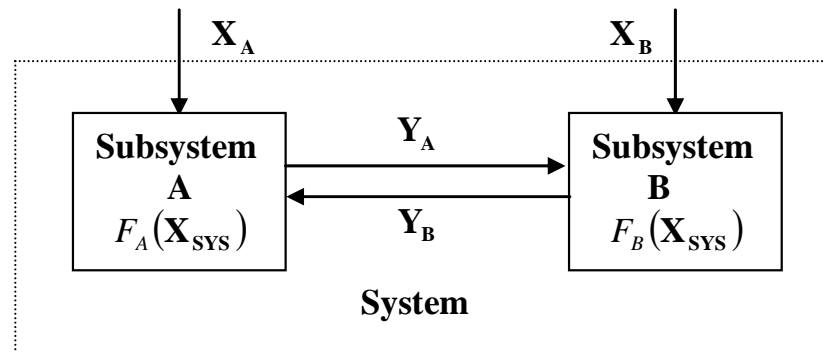 X_A
X_B
Subsystem
A
F_A(X_SYS)
Y_A
Y_B
Subsystem
B
F_B(X_SYS)
System